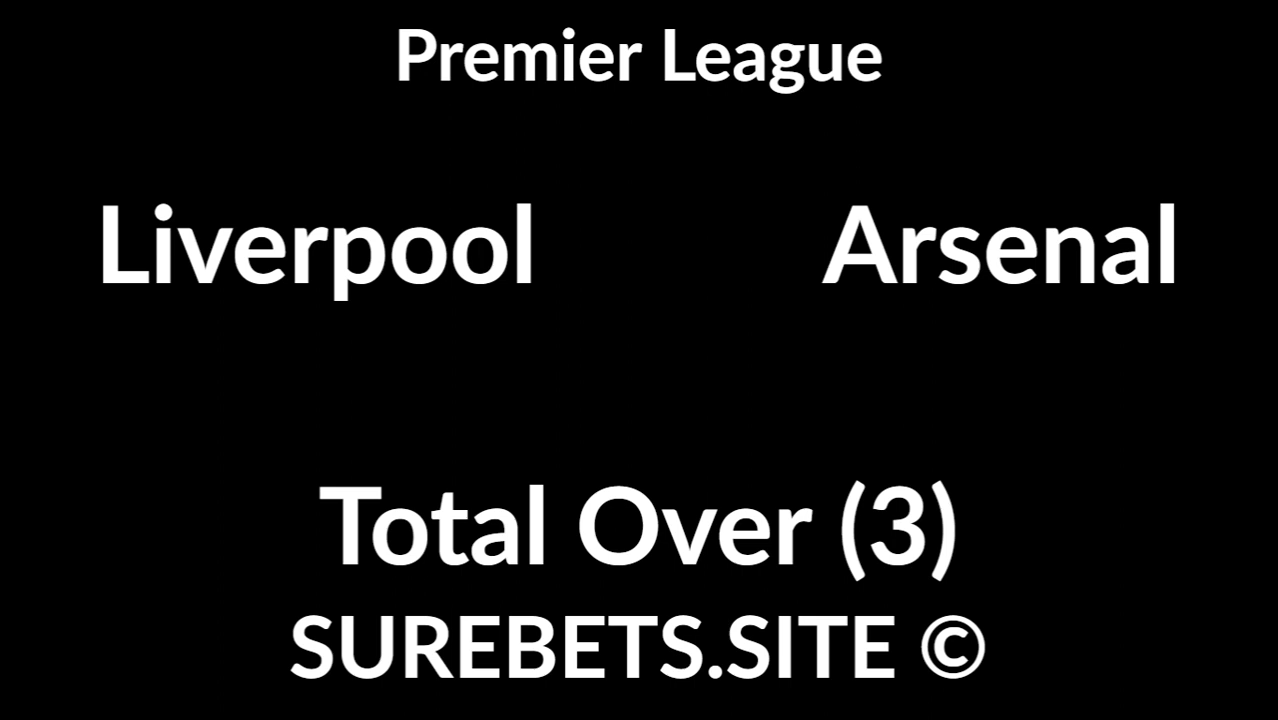 Premier League
Liverpool Arsenal
Total Over (3)
SUREBETS.SITE ©